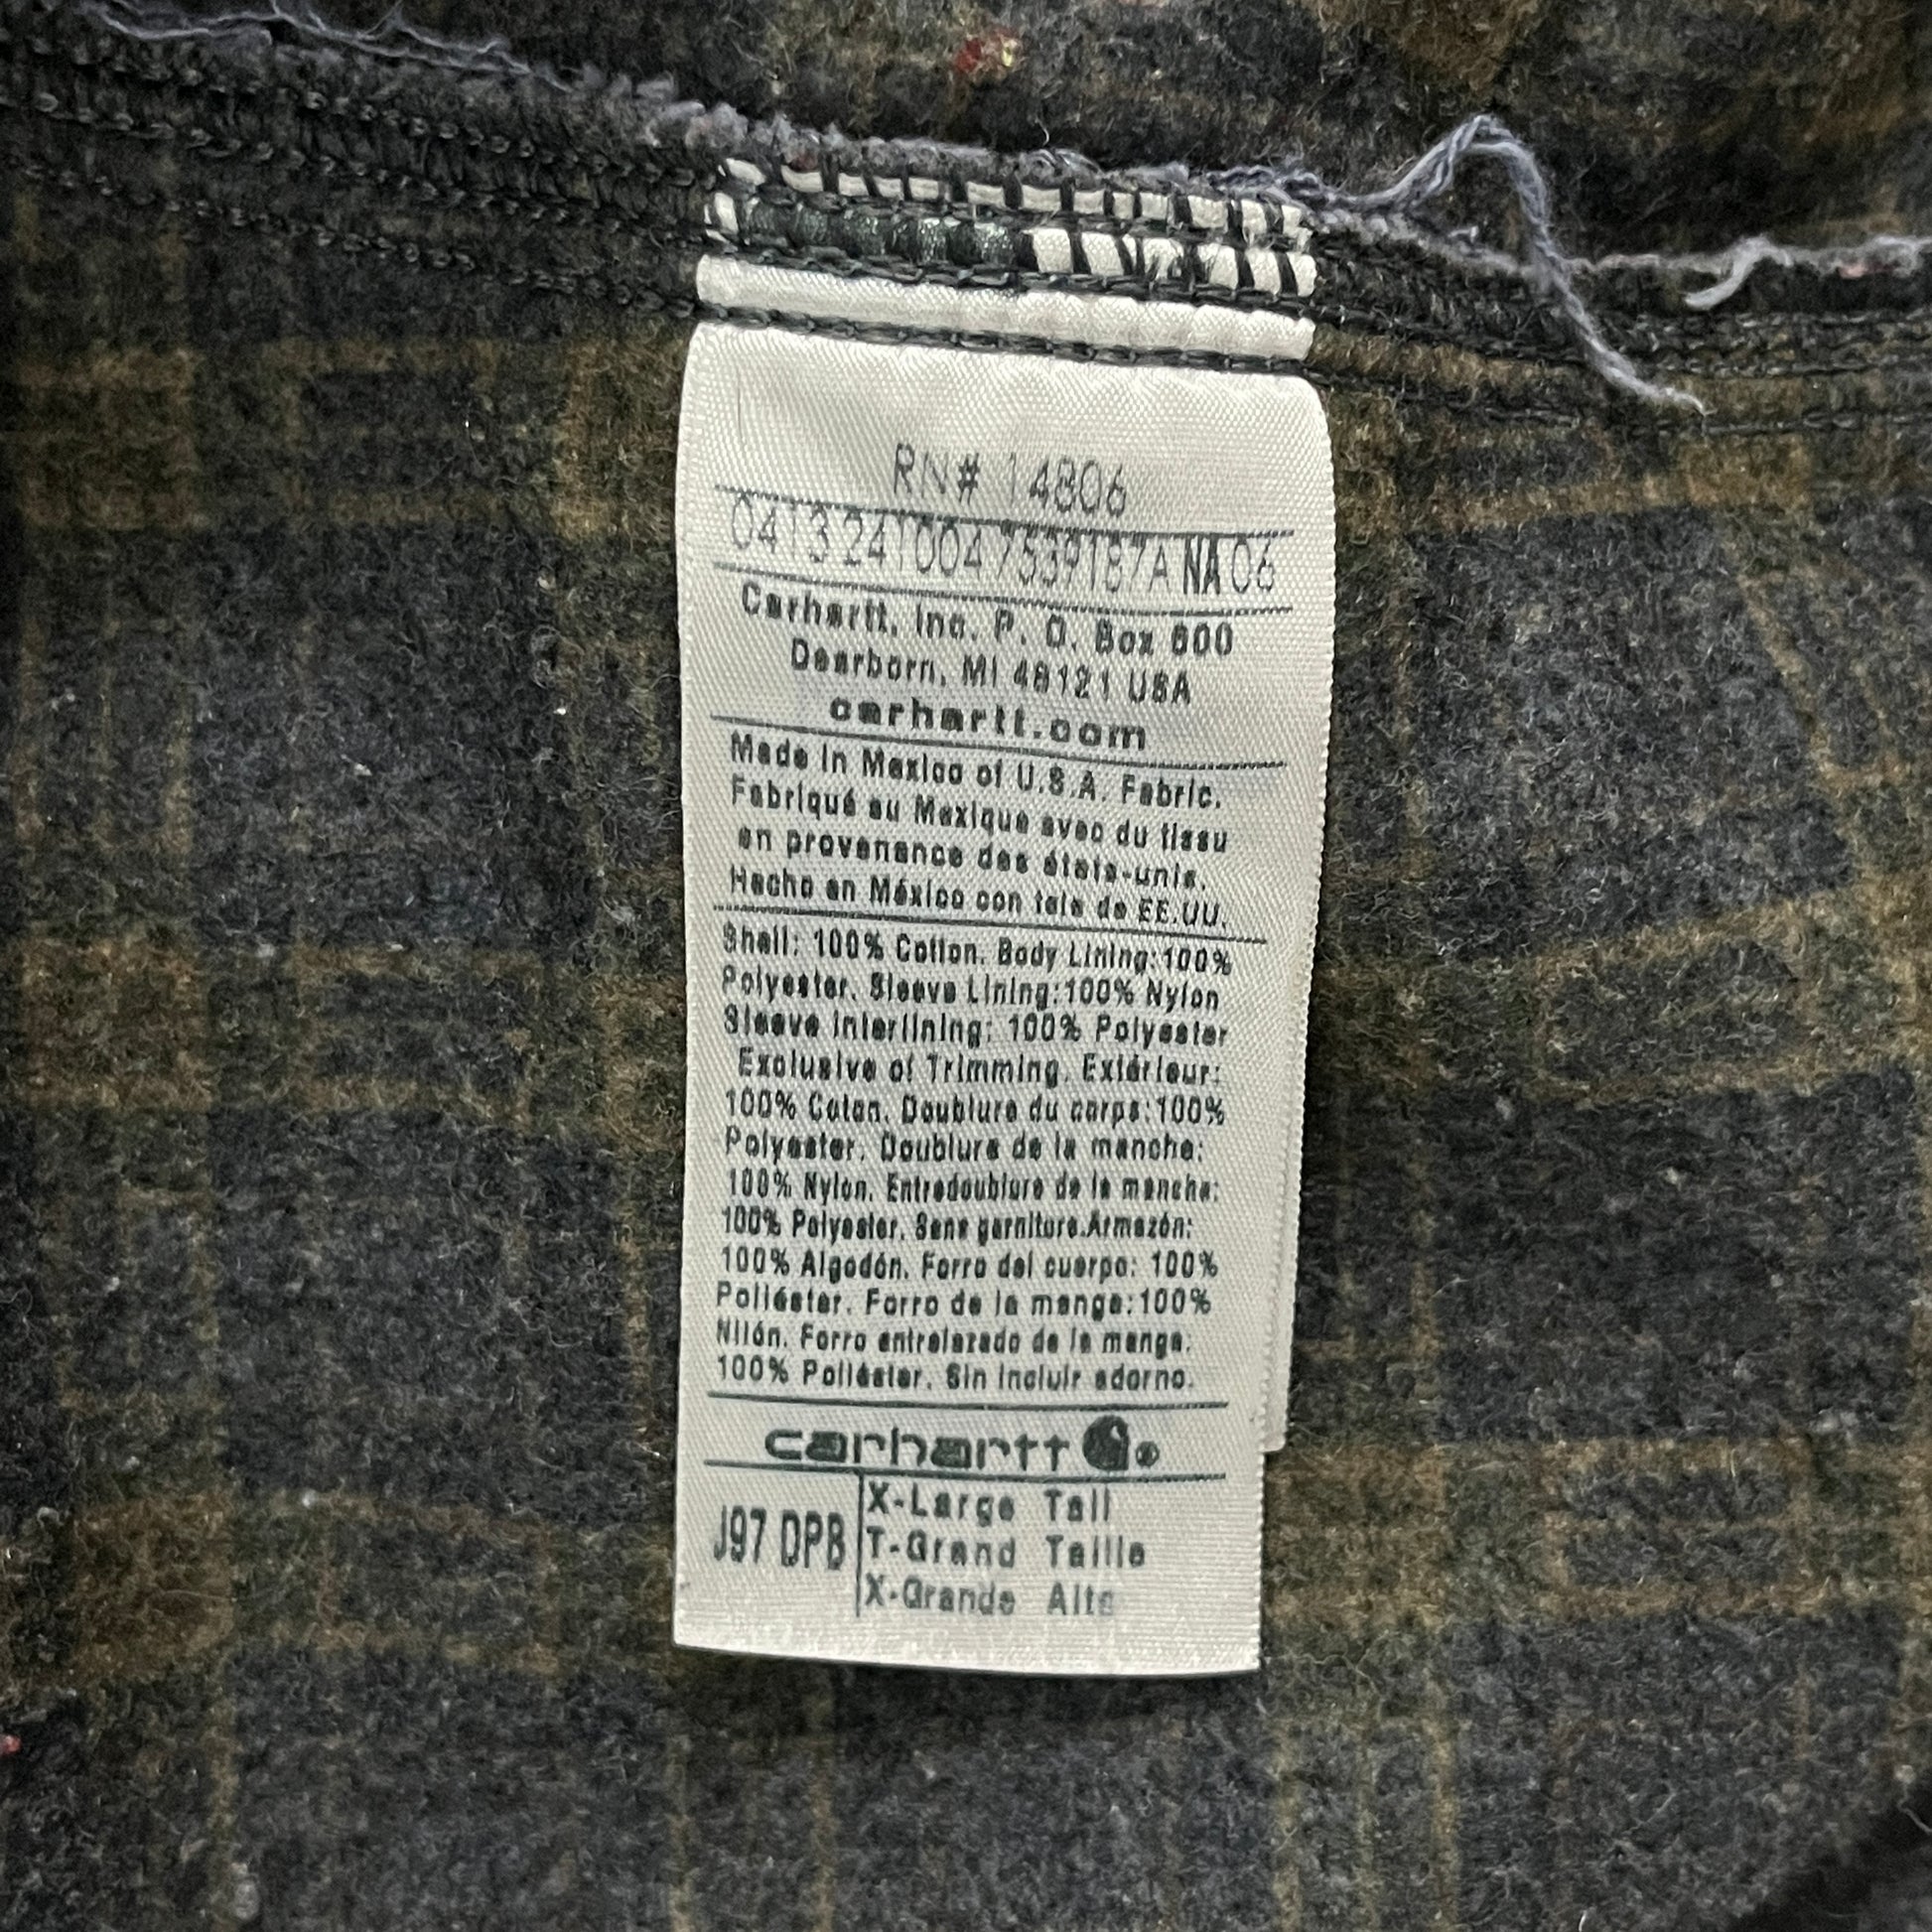 RN# 14806
04132410047539187A NA 06
Carhartt, Inc. P. O. Box 600
Dearborn, MI 48121 USA
carhartt.com
Made in Mexico of U.S.A. Fabric.
Fabriqué au Mexique avec du tissu
en provenance des états-unis.
Hecho en México con tela de EE.UU.
Shell: 100% Cotton. Body Lining:100%
Polyester. Sleeve Lining:100% Nylon
Sleeve interlining: 100% Polyester
Exclusive of Trimming. Extérieur:
100% Coton. Doublure du corps:100%
Polyester. Doublure de la manche:
100% Nylon. Entredoublure de la manche:
100% Polyester. Sans garniture.Armazón:
100% Algodón. Forro del cuerpo: 100%
Poliéster. Forro de la manga:100%
Nilón. Forro entrelazado de la manga:
100% Poliéster. Sin incluir adorno.
carhartt ®
J97 DPB
X-Large Tall
T-Grand Taille
X-Grande Alto